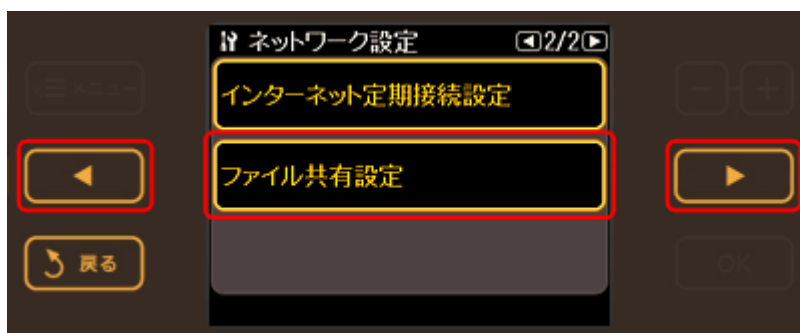 ネットワーク設定 ◀2/2▶
メニュー
インターネット定期接続設定
- +
◀
ファイル共有設定
▶
戻る
OK